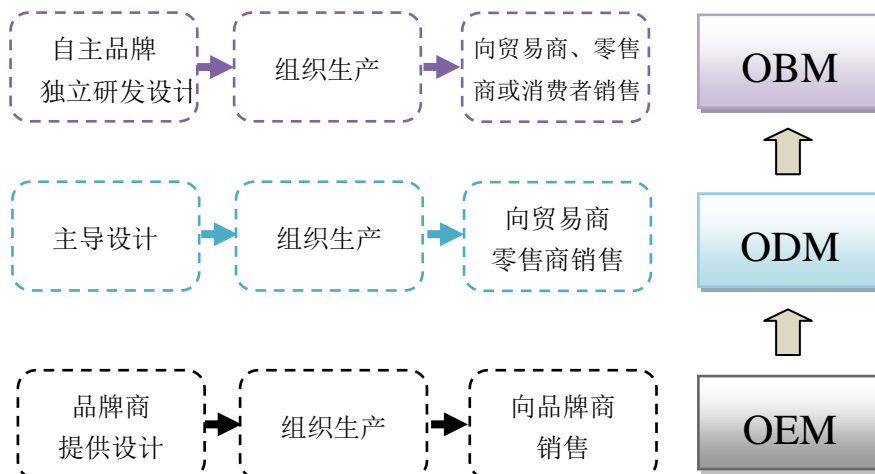 自主品牌
独立研发设计
组织生产
向贸易商、零售
商或消费者销售
OBM
主导设计
组织生产
向贸易商
零售商销售
ODM
品牌商
提供设计
组织生产
向品牌商
销售
OEM